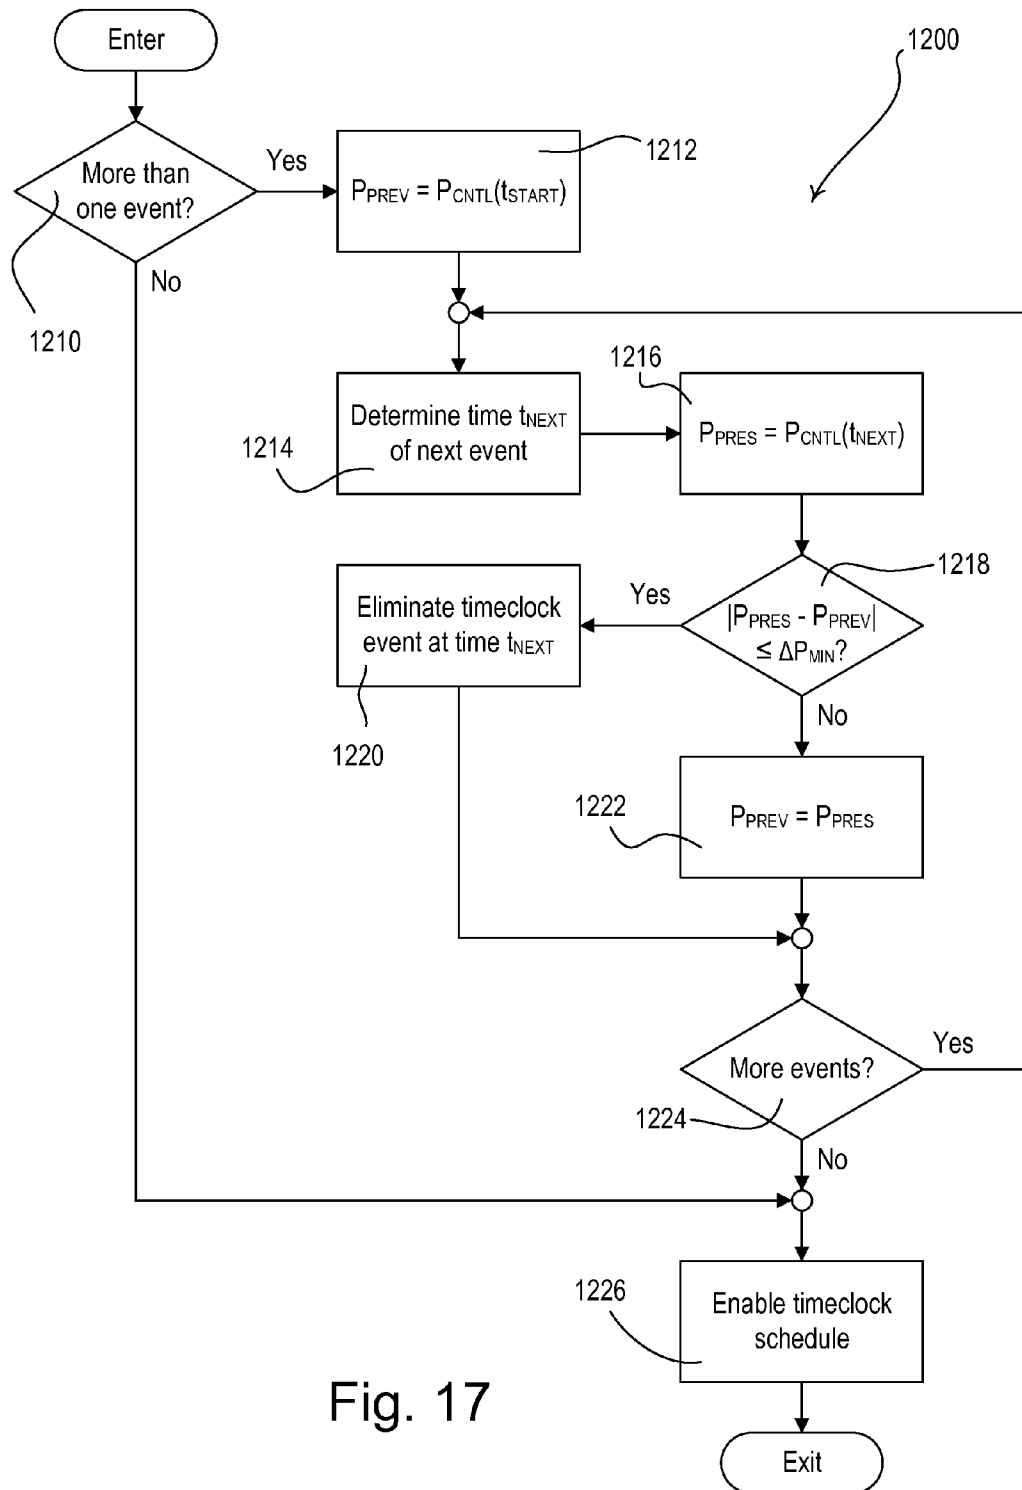 Enter
1200
More than
one event?
Yes
1212
PPREV = PCNTL(tSTART)
No
1210
1216
Determine time tNEXT
of next event
PPRES = PCNTL(tNEXT)
1214
1218
Eliminate timeclock
event at time tNEXT
Yes
|PPRES - PPREV|
≤ ΔPMIN?
No
1220
1222
PPREV = PPRES
More events?
Yes
1224
No
1226
Enable timeclock
schedule
Fig. 17
Exit